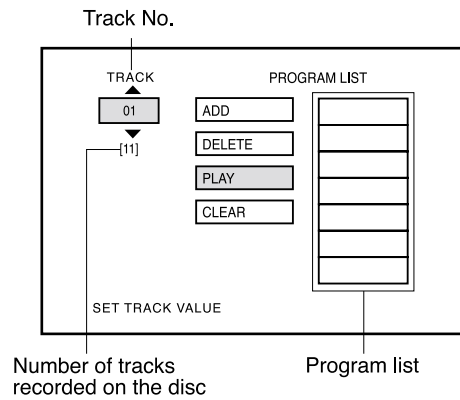 Track No.
TRACK
PROGRAM LIST
01
ADD
[11]
DELETE
PLAY
CLEAR
SET TRACK VALUE
Number of tracks
recorded on the disc
Program list